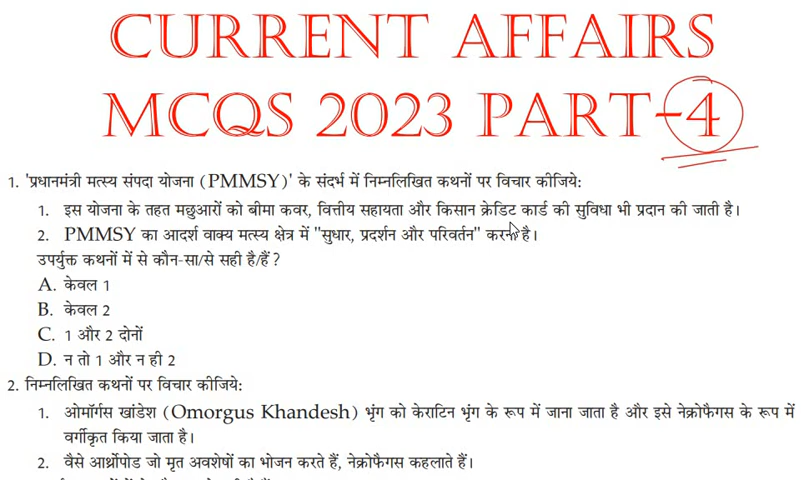 CURRENT AFFAIRS
MCQS 2023 PART-4
1. 'प्रधानमंत्री मत्स्य संपदा योजना (PMMSY)' के संदर्भ में निम्नलिखित कथनों पर विचार कीजिये:
1. इस योजना के तहत मछुआरों को बीमा कवर, वित्तीय सहायता और किसान क्रेडिट कार्ड की सुविधा भी प्रदान की जाती है।
2. PMMSY का आदर्श वाक्य मत्स्य क्षेत्र में "सुधार, प्रदर्शन और परिवर्तन" करना है।
उपर्युक्त कथनों में से कौन-सा/से सही है/हैं?
A. केवल 1
B. केवल 2
C. 1 और 2 दोनों
D. न तो 1 और न ही 2
2. निम्नलिखित कथनों पर विचार कीजिये:
1. ओमॉर्गस खांडेश (Omorgus Khandesh) भृंग को केराटिन भृंग के रूप में जाना जाता है और इसे नेक्रोफैगस के रूप में
वर्गीकृत किया जाता है।
2. वैसे आर्थ्रोपोड जो मृत अवशेषों का भोजन करते हैं, नेक्रोफैगस कहलाते हैं।